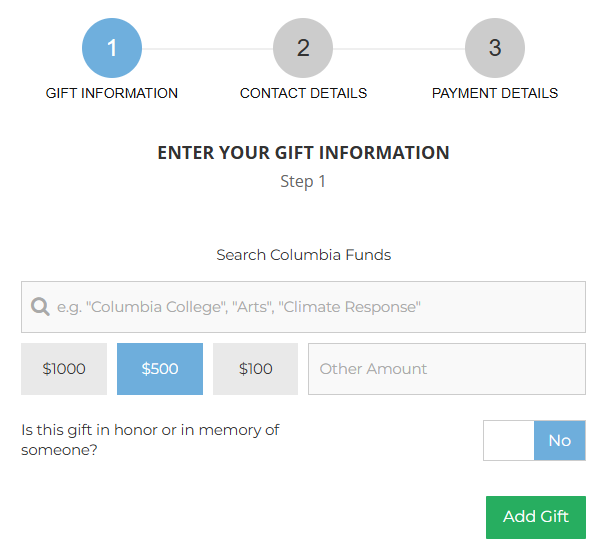 1 2 3
GIFT INFORMATION CONTACT DETAILS PAYMENT DETAILS
ENTER YOUR GIFT INFORMATION
Step 1
Search Columbia Funds
e.g. "Columbia College", "Arts", "Climate Response"
$1000 $500 $100 Other Amount
Is this gift in honor or in memory of
someone?
No
Add Gift